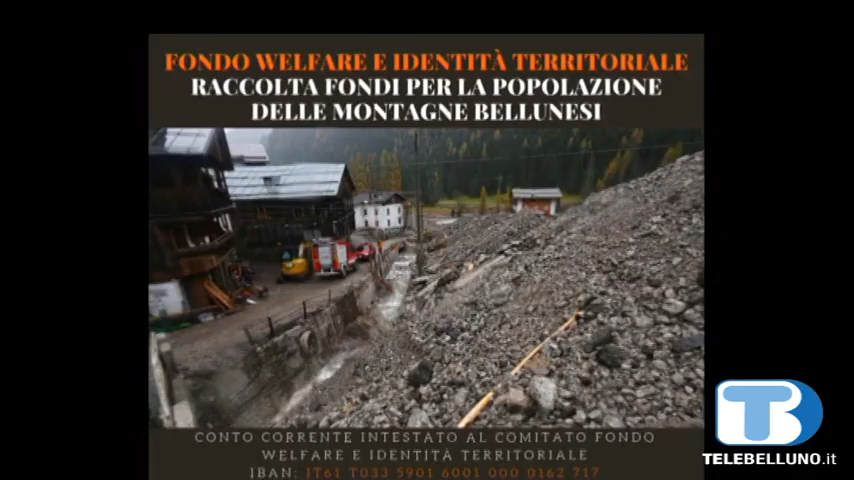 FONDO WELFARE E IDENTITÀ TERRITORIALE
RACCOLTA FONDI PER LA POPOLAZIONE
DELLE MONTAGNE BELLUNESI
CONTO CORRENTE INTESTATO AL COMITATO FONDO
WELFARE E IDENTITÀ TERRITORIALE
IBAN: IT61 T033 5901 6001 000 0162 717
TB
TELEBELLUNO.it